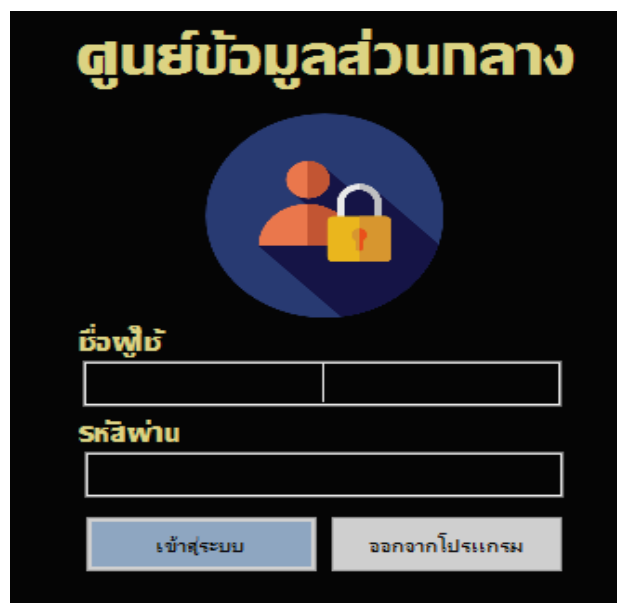 ศูนย์ข้อมูลส่วนกลาง
ชื่อผู้ใช้
รหัสผ่าน
เข้าสู่ระบบ ออกจากโปรแกรม